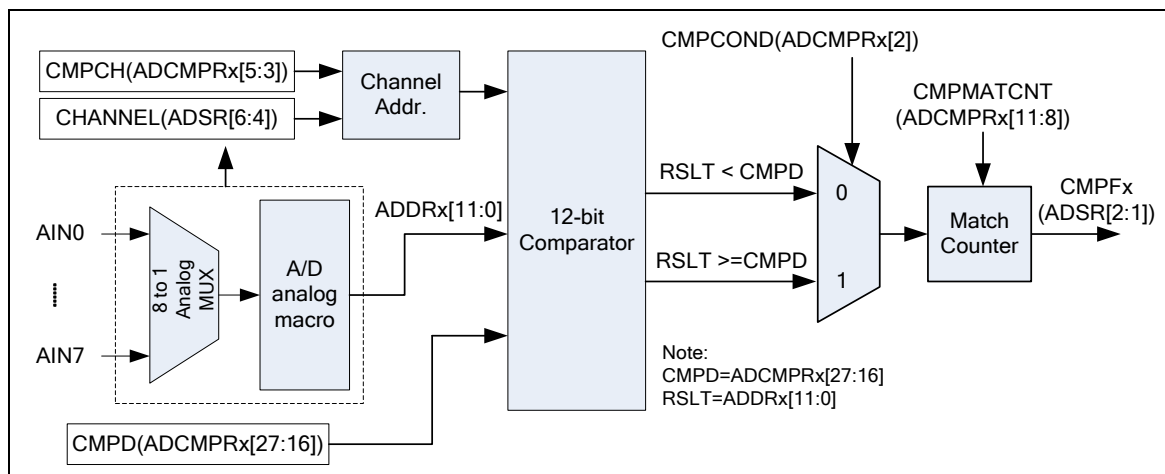 CMPCH(ADCMPRx[5:3])
CHANNEL(ADSR[6:4])
Channel
Addr.
AIN0
AIN7
8 to 1
Analog
MUX
A/D
analog
macro
ADDRx[11:0]
CMPD(ADCMPRx[27:16])
12-bit
Comparator
CMPCOND(ADCMPRx[2])
RSLT < CMPD
RSLT >=CMPD
0
1
CMPMATCNT
(ADCMPRx[11:8])
Match
Counter
CMPFx
(ADSR[2:1])
Note:
CMPD=ADCMPRx[27:16]
RSLT=ADDRx[11:0]